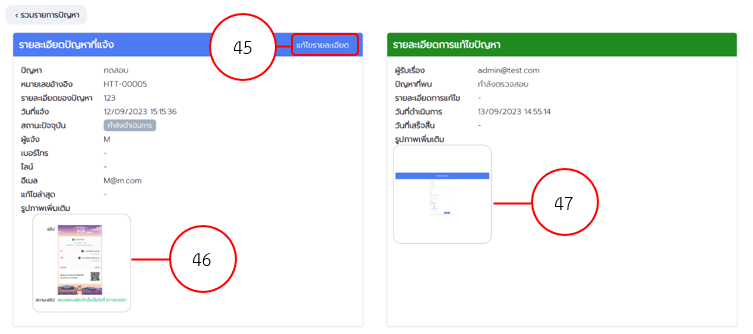 ‹ รวมรายการปัญหา
รายละเอียดปัญหาที่แจ้ง
45
แก้ไขรายละเอียด
ปัญหา ทดสอบ
หมายเลขอ้างอิง HTT-00005
รายละเอียดของปัญหา 123
วันที่แจ้ง 12/09/2023 15:15:36
สถานะปัจจุบัน กำลังดำเนินการ
ผู้แจ้ง M
เบอร์โทร -
ไลน์ -
อีเมล M@m.com
แก้ไขล่าสุด -
รูปภาพเพิ่มเติม
สลิป
46
รายละเอียดการแก้ไขปัญหา
ผู้รับเรื่อง admin@test.com
ปัญหาที่พบ กำลังตรวจสอบ
รายละเอียดการแก้ไข -
วันที่ดำเนินการ 13/09/2023 14:55:14
วันที่เสร็จสิ้น -
รูปภาพเพิ่มเติม
47